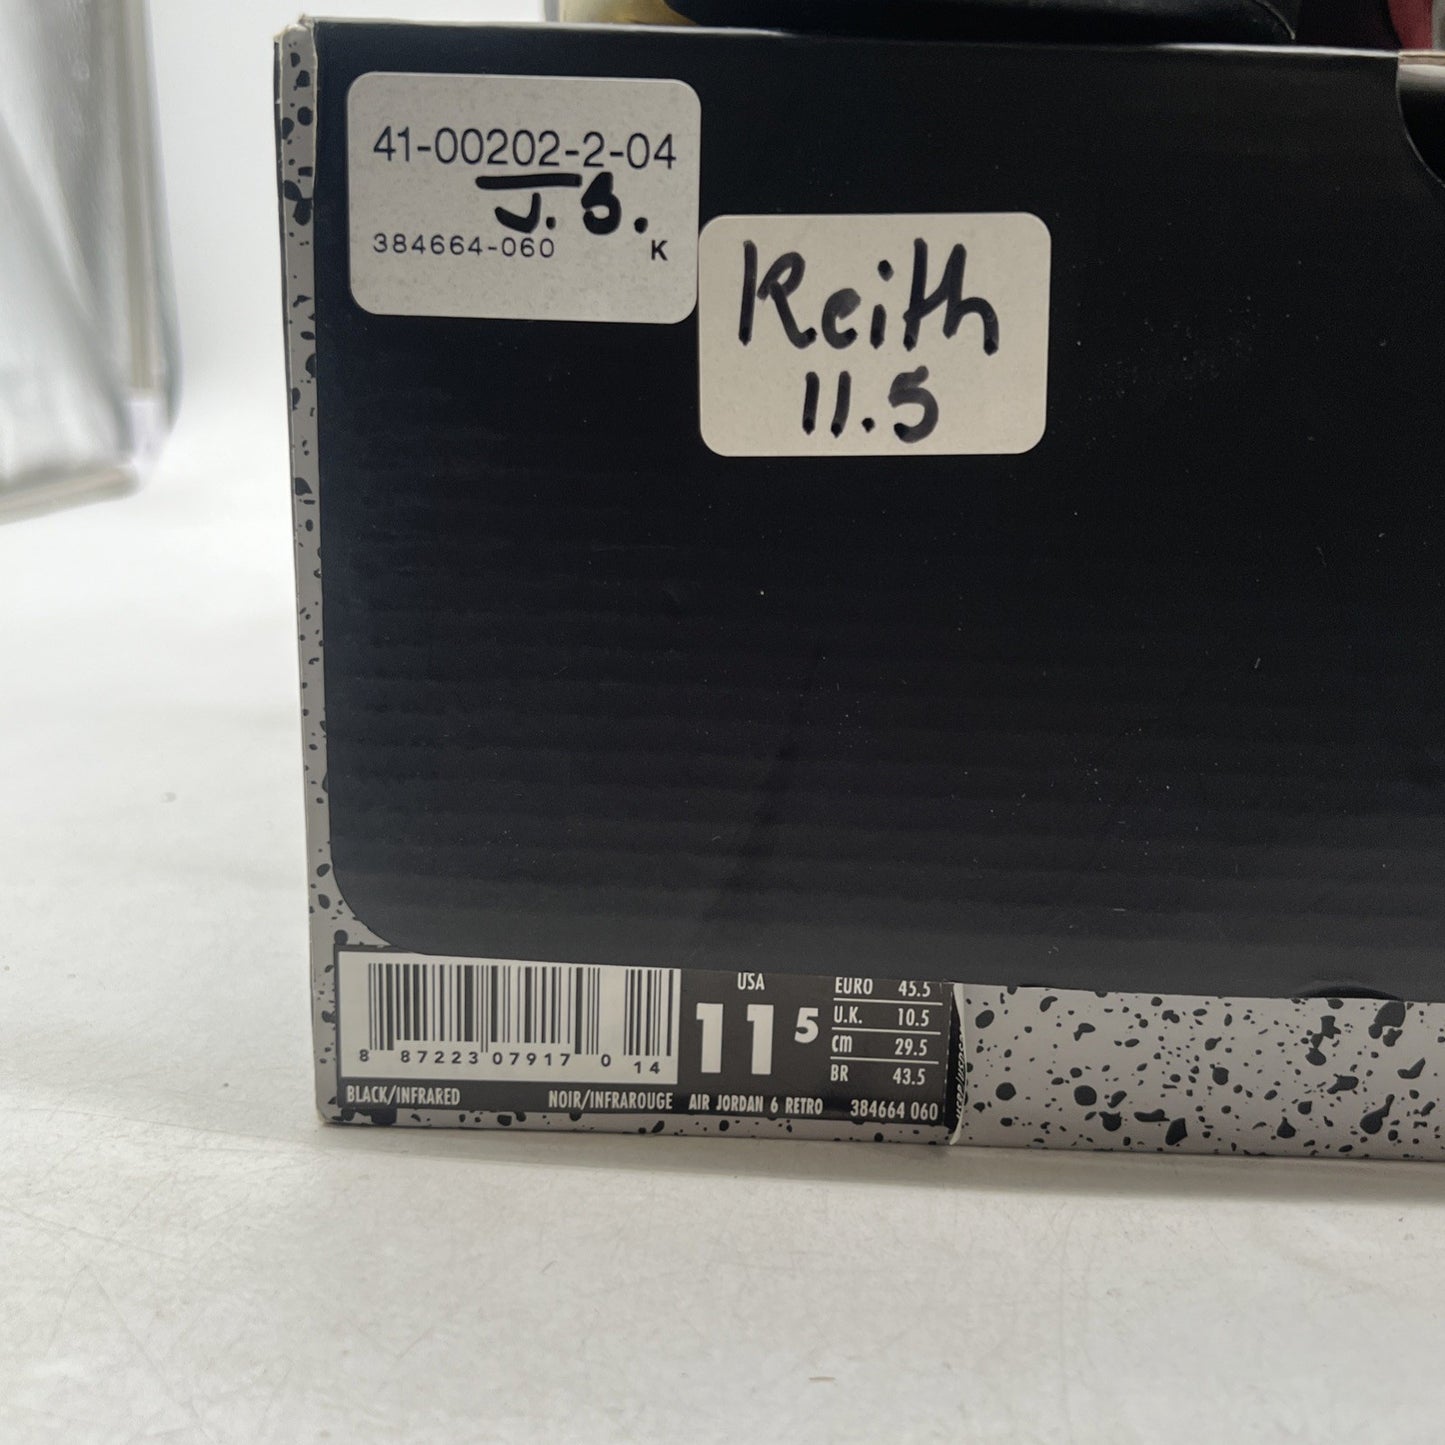 41-00202-2-04
J.S.
384664-060
K
Keith
11.5
8 87223 07917 0 14
USA
11 5
EURO 45.5
U.K. 10.5
cm 29.5
BR 43.5
BLACK/INFRARED NOIR/INFRAROUGE AIR JORDAN 6 RETRO 384664 060